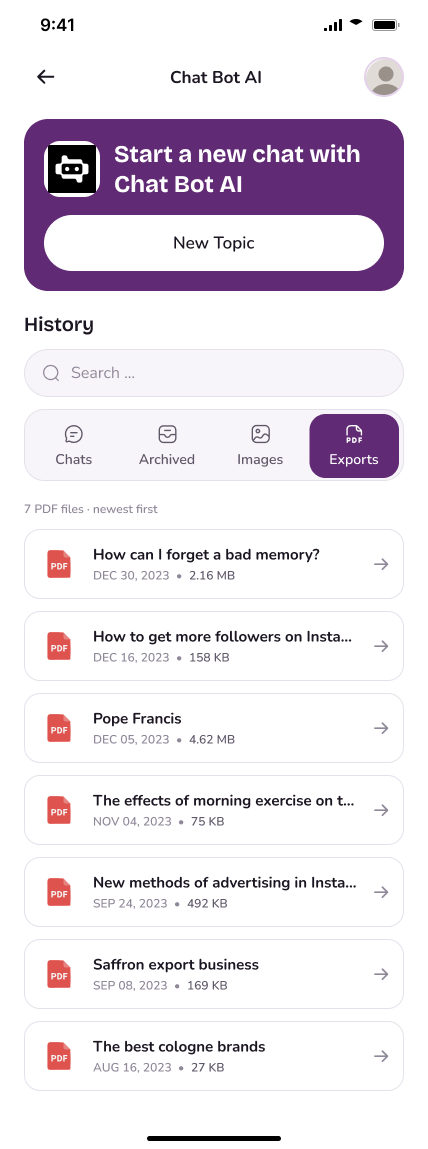 9:41
Chat Bot AI
Start a new chat with
Chat Bot AI
New Topic
History
Search ...
Chats
Archived
Images
PDF
Exports
7 PDF files · newest first
PDF
How can I forget a bad memory?
DEC 30, 2023 • 2.16 MB
PDF
How to get more followers on Insta...
DEC 16, 2023 • 158 KB
PDF
Pope Francis
DEC 05, 2023 • 4.62 MB
PDF
The effects of morning exercise on t...
NOV 04, 2023 • 75 KB
PDF
New methods of advertising in Insta...
SEP 24, 2023 • 492 KB
PDF
Saffron export business
SEP 08, 2023 • 169 KB
PDF
The best cologne brands
AUG 16, 2023 • 27 KB